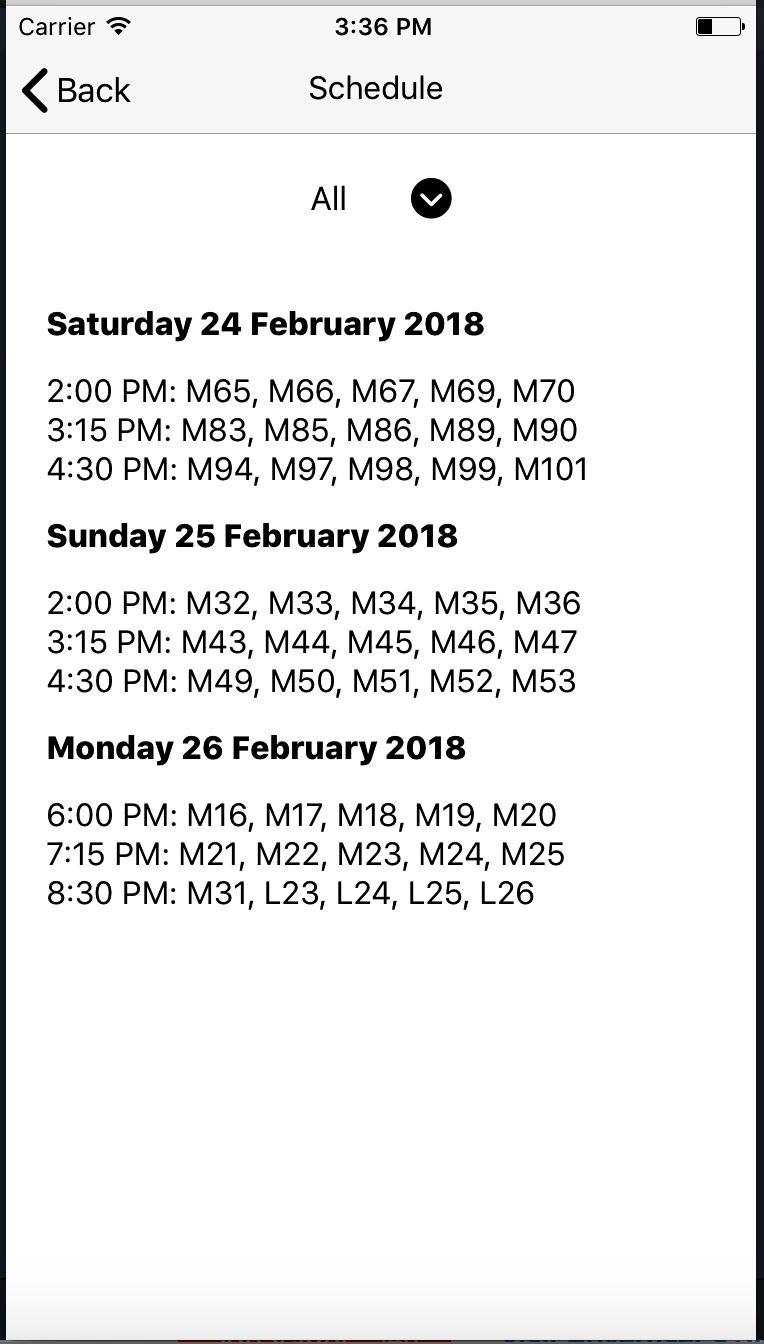 Carrier 3:36 PM
Back Schedule
All
Saturday 24 February 2018
2:00 PM: M65, M66, M67, M69, M70
3:15 PM: M83, M85, M86, M89, M90
4:30 PM: M94, M97, M98, M99, M101
Sunday 25 February 2018
2:00 PM: M32, M33, M34, M35, M36
3:15 PM: M43, M44, M45, M46, M47
4:30 PM: M49, M50, M51, M52, M53
Monday 26 February 2018
6:00 PM: M16, M17, M18, M19, M20
7:15 PM: M21, M22, M23, M24, M25
8:30 PM: M31, L23, L24, L25, L26